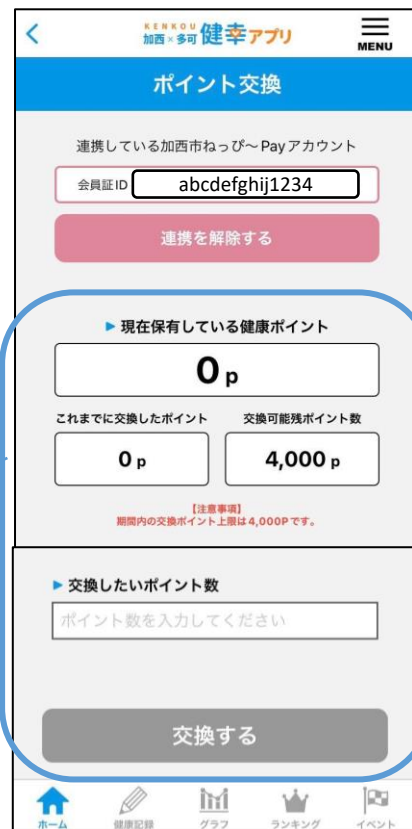 KENKOU
加西×多可 健幸アプリ
MENU
ポイント交換
連携している加西市ねっぴ～Payアカウント
会員証ID abcdefghij1234
連携を解除する
現在保有している健康ポイント
0 p
これまでに交換したポイント 交換可能残ポイント数
0 p 4,000 p
【注意事項】
期間内の交換ポイント上限は4,000Pです。
交換したいポイント数
ポイント数を入力してください
交換する
ホーム 健康記録 グラフ ランキング イベント